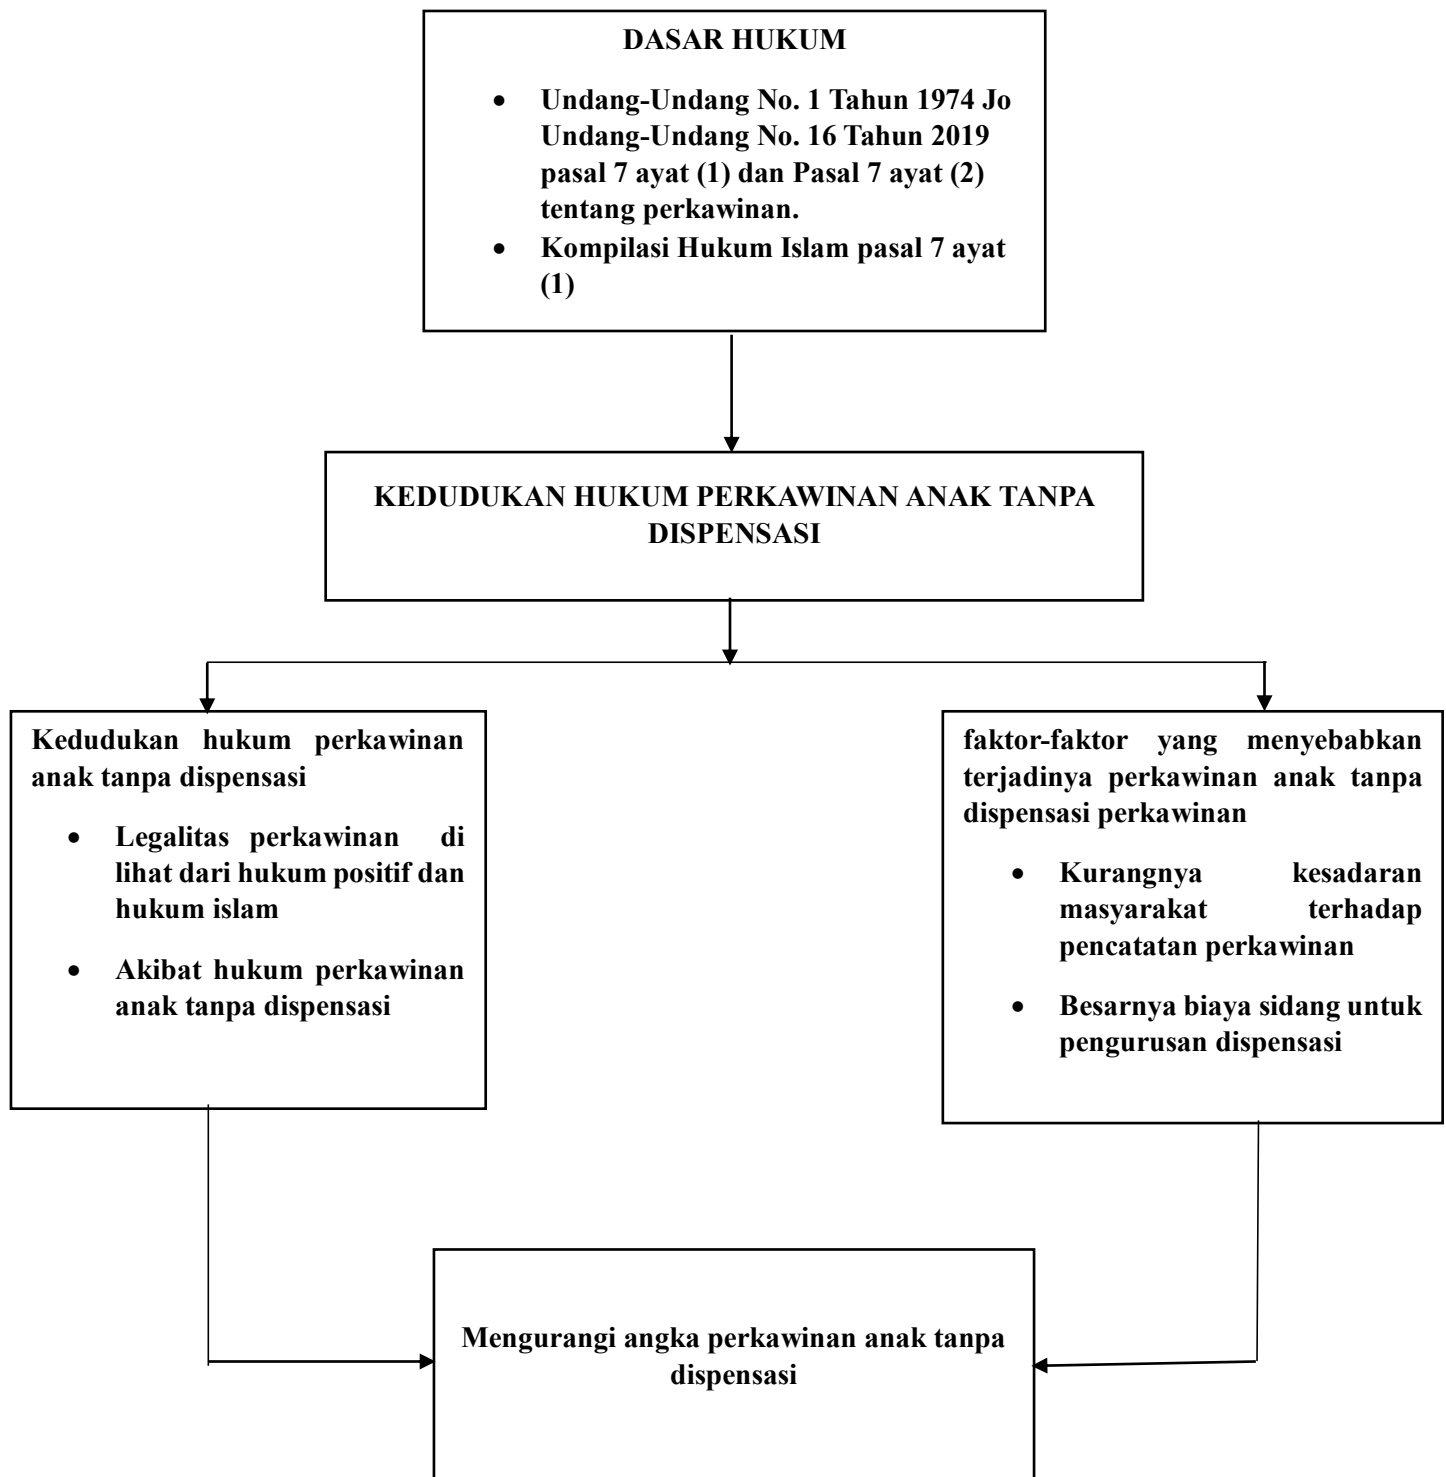 DASAR HUKUM
• Undang-Undang No. 1 Tahun 1974 Jo
Undang-Undang No. 16 Tahun 2019
pasal 7 ayat (1) dan Pasal 7 ayat (2)
tentang perkawinan.
• Kompilasi Hukum Islam pasal 7 ayat
(1)
KEDUDUKAN HUKUM PERKAWINAN ANAK TANPA
DISPENSASI
Kedudukan hukum perkawinan
anak tanpa dispensasi
• Legalitas perkawinan di
lihat dari hukum positif dan
hukum islam
• Akibat hukum perkawinan
anak tanpa dispensasi
faktor-faktor yang menyebabkan
terjadinya perkawinan anak tanpa
dispensasi perkawinan
• Kurangnya kesadaran
masyarakat terhadap
pencatatan perkawinan
• Besarnya biaya sidang untuk
pengurusan dispensasi
Mengurangi angka perkawinan anak tanpa
dispensasi